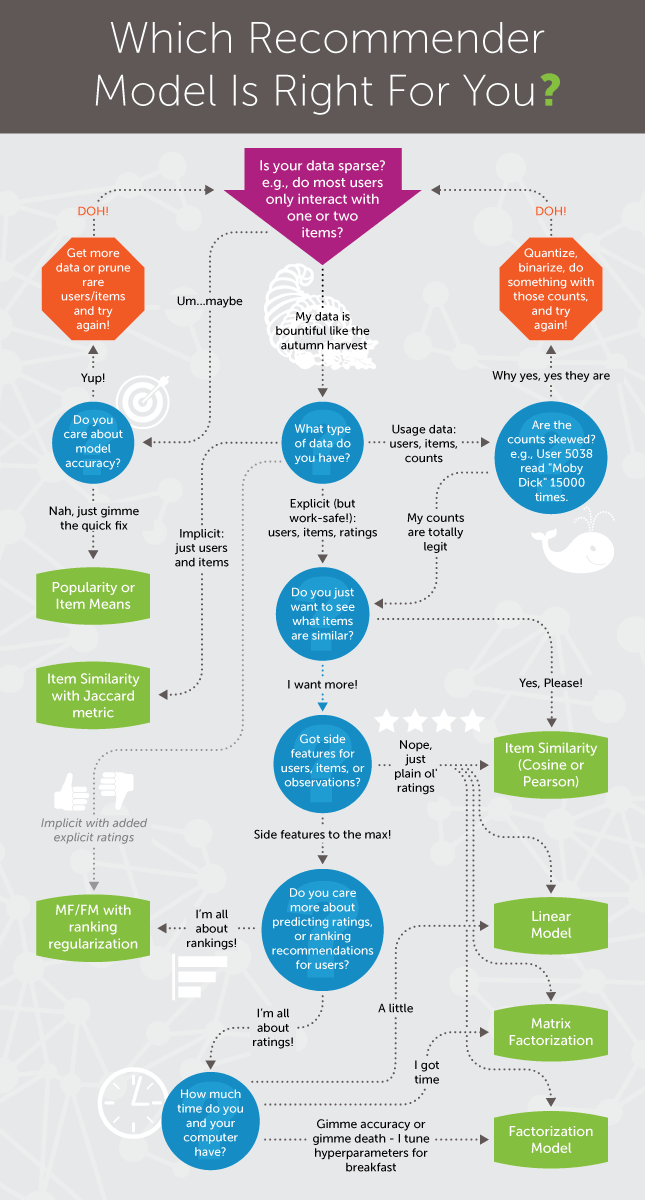 Which Recommender
Model Is Right For You?
Is your data sparse?
e.g., do most users
only interact with
one or two
items?
DOH!
Get more
data or prune
rare
users/items
and try
again!
DOH!
Quantize,
binarize, do
something with
those counts,
and try
again!
Um...maybe
My data is
bountiful like the
autumn harvest
Yup!
Why yes, yes they are
Do you
care about
model
accuracy?
What type
of data do
you have?
Usage data:
users, items,
counts
Are the
counts skewed?
e.g., User 5038
read "Moby
Dick" 15000
times.
Nah, just gimme
the quick fix
Implicit:
just users
and items
Explicit (but
work-safe!):
users, items, ratings
My counts
are totally
legit
Popularity or
Item Means
Do you just
want to see
what items
are similar?
Item Similarity
with Jaccard
metric
I want more!
Yes, Please!
Got side
features for
users, items, or
observations?
Nope,
just
plain ol'
ratings
Item Similarity
(Cosine or
Pearson)
Implicit with added
explicit ratings
Side features to the max!
MF/FM with
ranking
regularization
I'm all
about
rankings!
Do you care
more about
predicting ratings,
or ranking
recommendations
for users?
Linear
Model
I'm all
about
ratings!
A little
Matrix
Factorization
I got
time
How much
time do you
and your
computer
have?
Gimme accuracy or
gimme death - I tune
hyperparameters for
breakfast
Factorization
Model